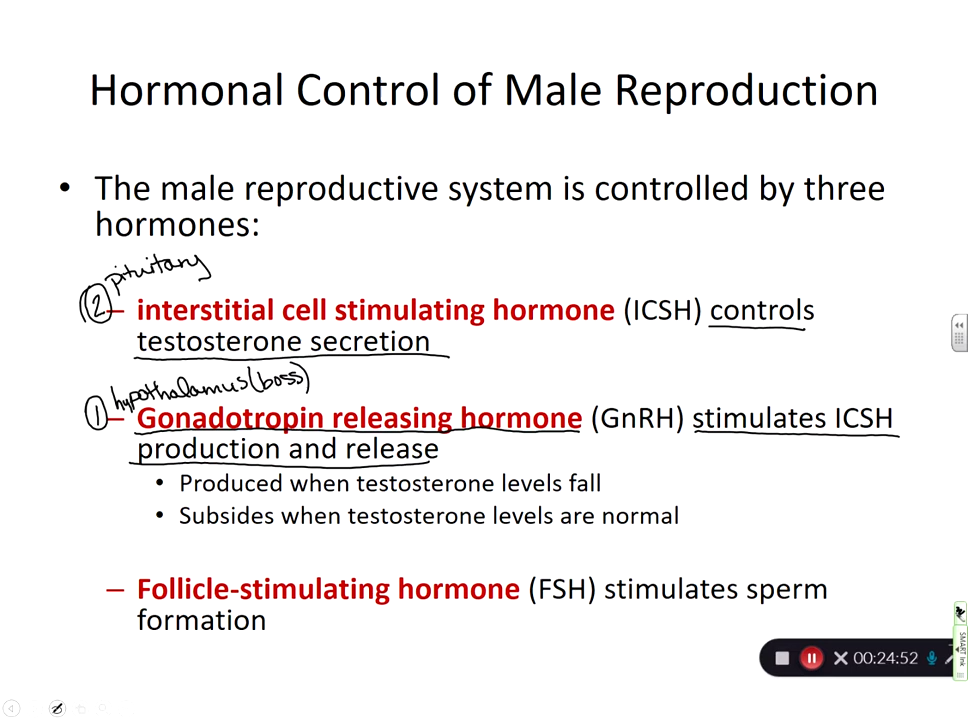 Hormonal Control of Male Reproduction
• The male reproductive system is controlled by three
hormones:
pituitary
② – interstitial cell stimulating hormone (ICSH) controls
testosterone secretion
hypothalamus (boss)
① – Gonadotropin releasing hormone (GnRH) stimulates ICSH
production and release
• Produced when testosterone levels fall
• Subsides when testosterone levels are normal
– Follicle-stimulating hormone (FSH) stimulates sperm
formation
00:24:52
SMART Ink